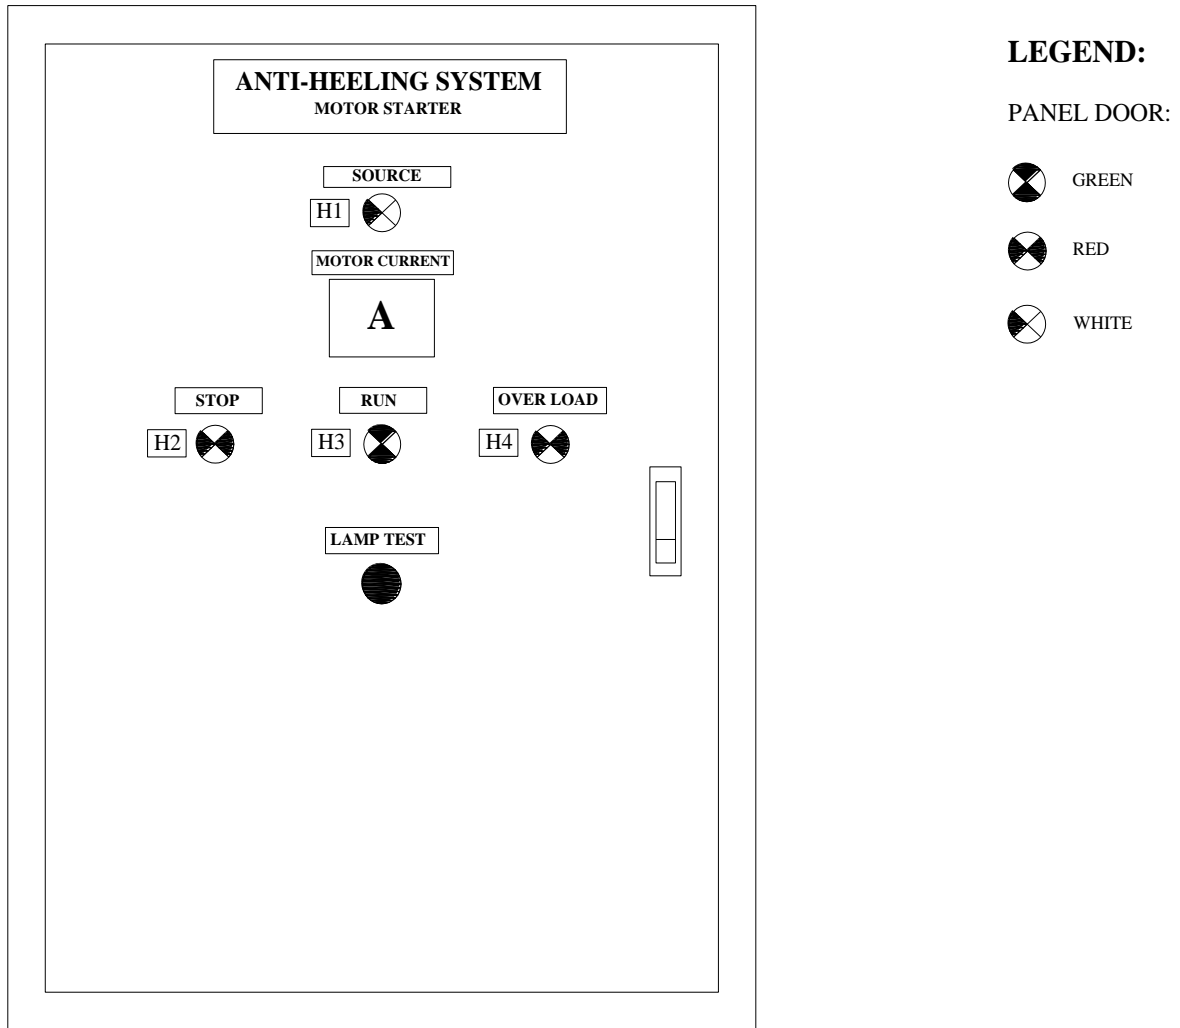 ANTI-HEELING SYSTEM
MOTOR STARTER
SOURCE
H1
MOTOR CURRENT
A
STOP
RUN
OVER LOAD
H2
H3
H4
LAMP TEST
LEGEND:
PANEL DOOR:
GREEN
RED
WHITE